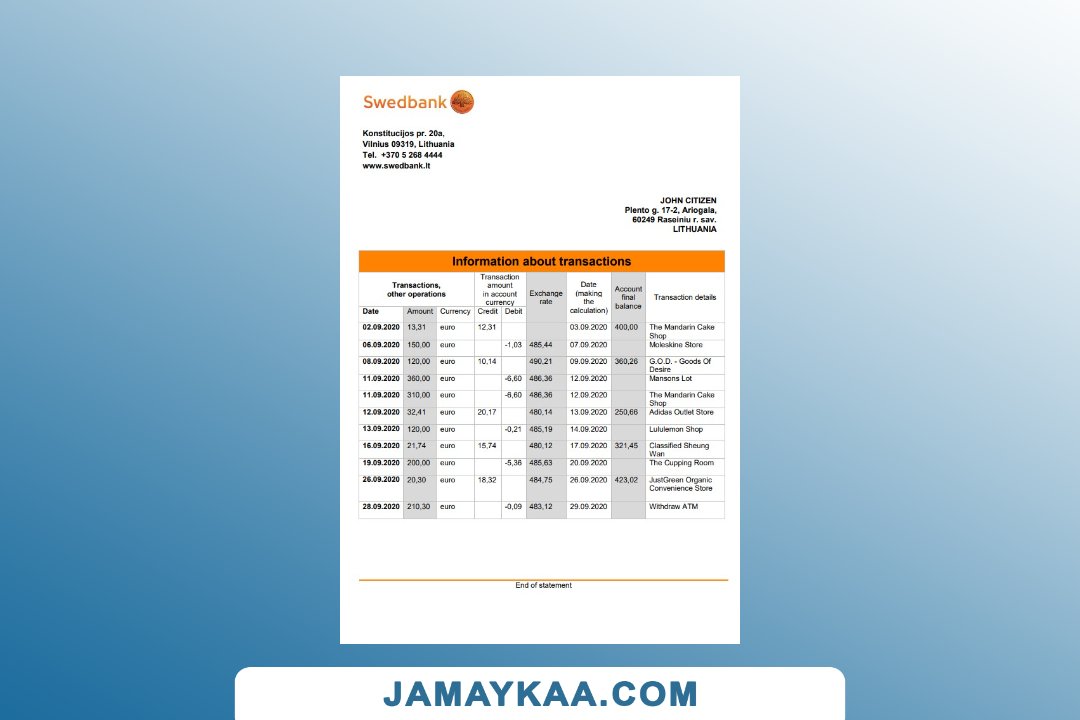 Swedbank
Konstitucijos pr. 20a,
Vilnius 09319, Lithuania
Tel. +370 5 268 4444
www.swedbank.lt
JOHN CITIZEN
Plento g. 17-2, Ariogala,
60249 Raseiniu r. sav.
LITHUANIA
Information about transactions
Transactions, other operations Transaction amount in account currency Exchange rate Date (making the calculation) Account final balance Transaction details
Date Amount Currency Credit Debit
02.09.2020 13,31 euro 12,31 03.09.2020 400,00 The Mandarin Cake
Shop
06.09.2020 150,00 euro -1,03 485,44 07.09.2020 Moleskine Store
08.09.2020 120,00 euro 10,14 490,21 09.09.2020 360,26 G.O.D. - Goods Of
Desire
11.09.2020 360,00 euro -6,60 486,36 12.09.2020 Mansons Lot
11.09.2020 310,00 euro -6,60 486,36 12.09.2020 The Mandarin Cake
Shop
12.09.2020 32,41 euro 20,17 480,14 13.09.2020 250,66 Adidas Outlet Store
13.09.2020 120,00 euro -0,21 485,19 14.09.2020 Lululemon Shop
16.09.2020 21,74 euro 15,74 480,12 17.09.2020 321,45 Classified Sheung
Wan
19.09.2020 200,00 euro -5,36 485,63 20.09.2020 The Cupping Room
26.09.2020 20,30 euro 18,32 484,75 26.09.2020 423,02 JustGreen Organic
Convenience Store
28.09.2020 210,30 euro -0,09 483,12 29.09.2020 Withdraw ATM
End of statement
JAMAYKAA.COM